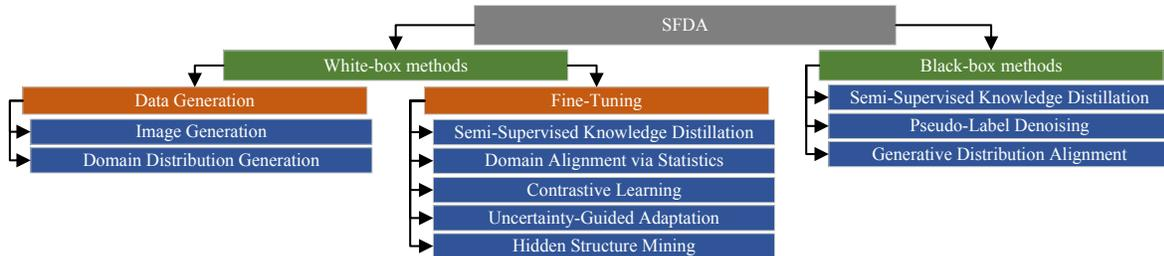 SFDA
White-box methods
Data Generation
Image Generation
Domain Distribution Generation
Fine-Tuning
Semi-Supervised Knowledge Distillation
Domain Alignment via Statistics
Contrastive Learning
Uncertainty-Guided Adaptation
Hidden Structure Mining
Black-box methods
Semi-Supervised Knowledge Distillation
Pseudo-Label Denoising
Generative Distribution Alignment